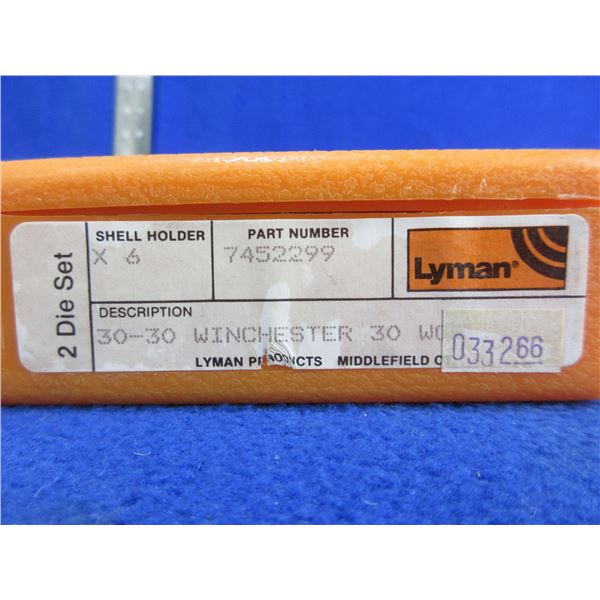 2 Die Set
SHELL HOLDER
X 6
PART NUMBER
7452299
Lyman®
DESCRIPTION
30-30 WINCHESTER 30
LYMAN PRODUCTS MIDDLEFIELD
033266